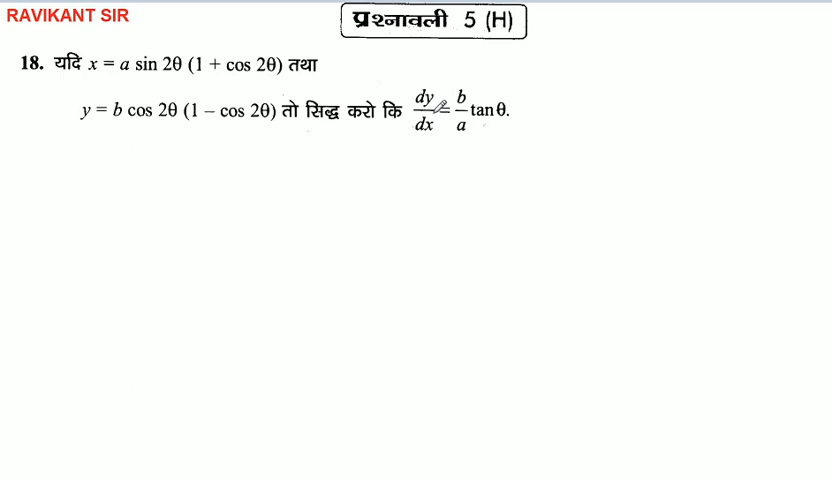 RAVIKANT SIR
प्रश्नावली 5 (H)
18. यदि x = a sin 2θ (1 + cos 2θ) तथा
y = b cos 2θ (1 – cos 2θ) तो सिद्ध करो कि dy/dx = b/a tan θ.